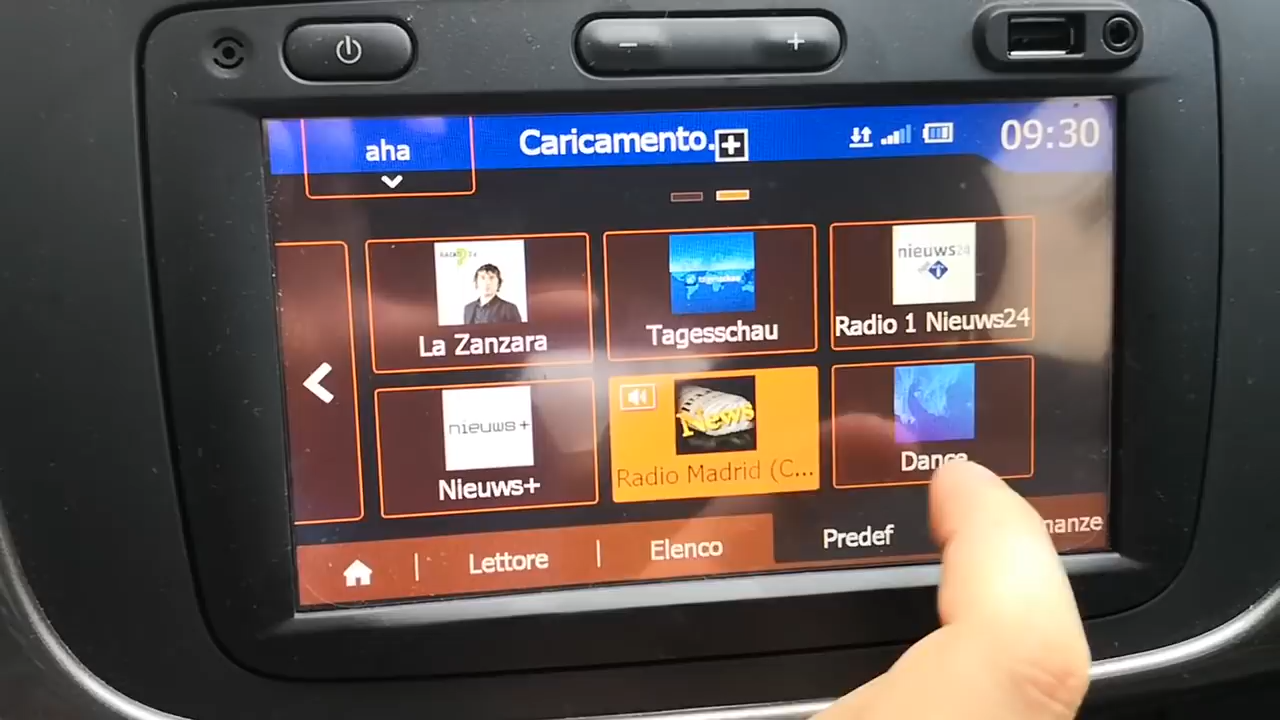 aha
Caricamento.
09:30
La Zanzara
Tagesschau
nieuws24
Radio 1 Nieuws24
nieuws+
Nieuws+
News
Radio Madrid (C...
Dance
Lettore
Elenco
Predef
nanze